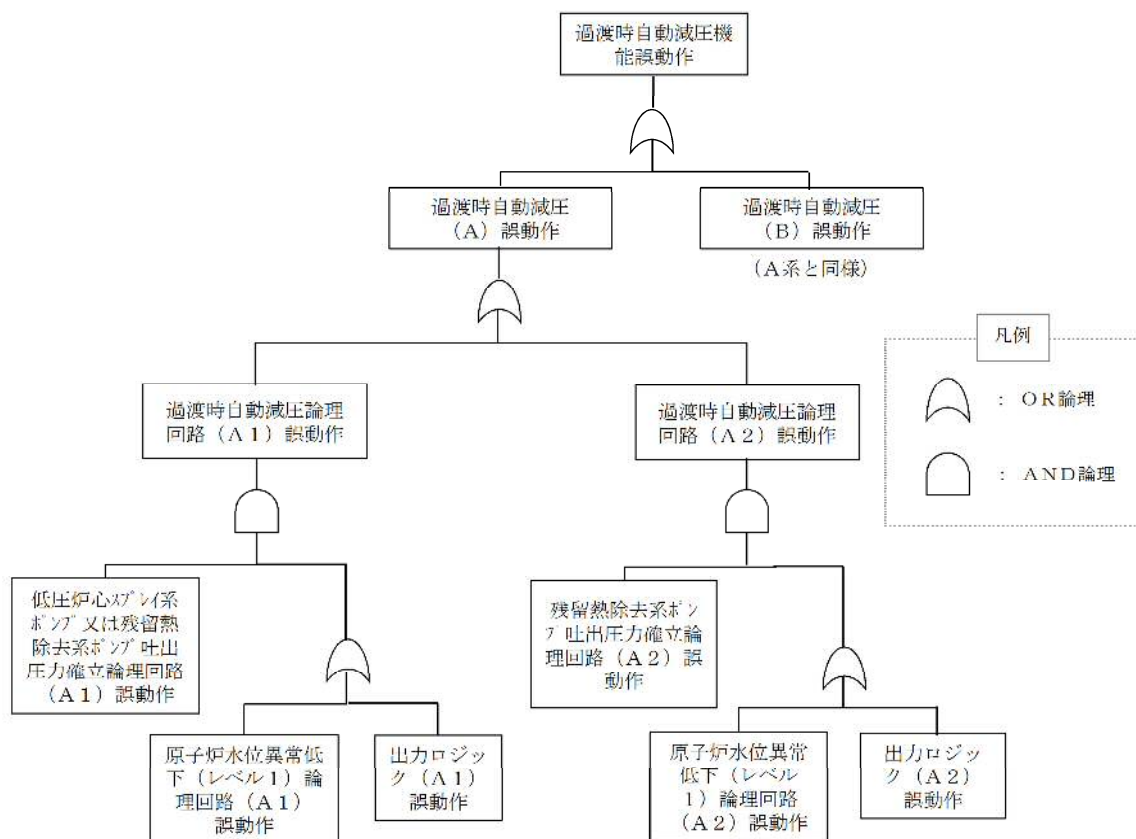 過渡時自動減圧機
能誤動作
過渡時自動減圧
(A)誤動作
過渡時自動減圧
(B)誤動作
(A系と同様)
凡例
: OR論理
: AND論理
過渡時自動減圧論理
回路(A1)誤動作
過渡時自動減圧論理
回路(A2)誤動作
低圧炉心ｽﾌﾟﾚｲ系
ﾎﾟﾝﾌﾟ又は残留熱
除去系ﾎﾟﾝﾌﾟ吐出
圧力確立論理回路
(A1)誤動作
残留熱除去系ﾎﾟﾝ
ﾌﾟ吐出圧力確立論
理回路(A2)誤
動作
原子炉水位異常低
下(レベル1)論
理回路(A1)
誤動作
出力ロジッ
ク(A1)
誤動作
原子炉水位異常
低下(レベル
1)論理回路
(A2)誤動作
出力ロジッ
ク(A2)
誤動作